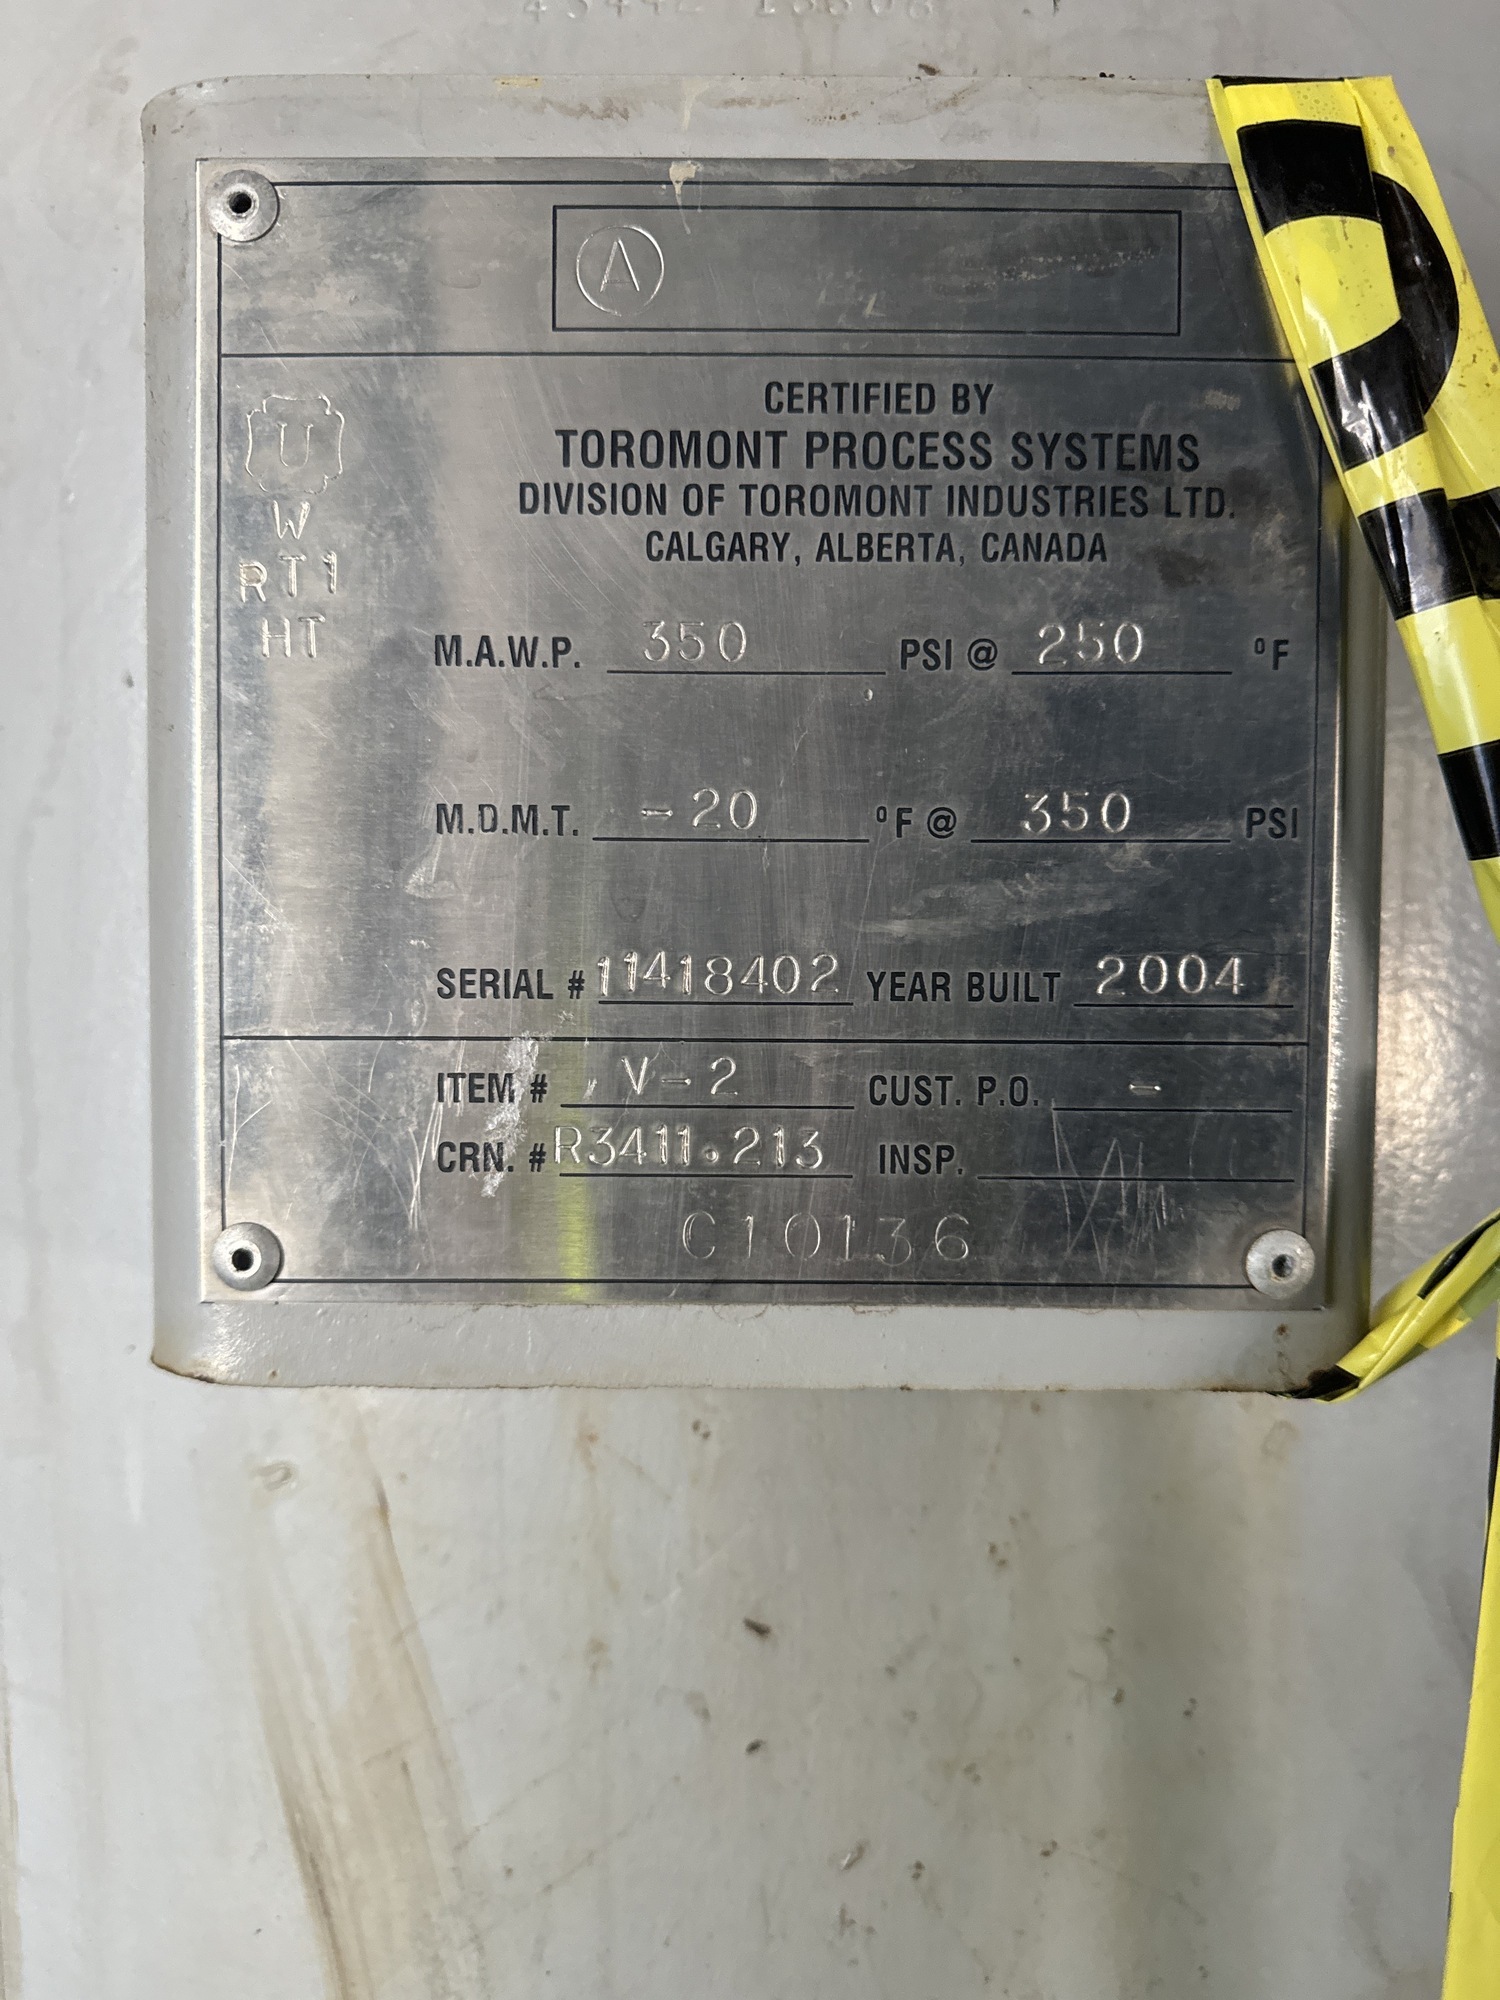 A
CERTIFIED BY
TOROMONT PROCESS SYSTEMS
DIVISION OF TOROMONT INDUSTRIES LTD.
CALGARY, ALBERTA, CANADA
U
W
RT1
HT
M.A.W.P. 350 PSI @ 250 °F
M.D.M.T. -20 °F @ 350 PSI
SERIAL # 11418402 YEAR BUILT 2004
ITEM # V-2 CUST. P.O. -
CRN. # R3411.213 INSP.
C10136